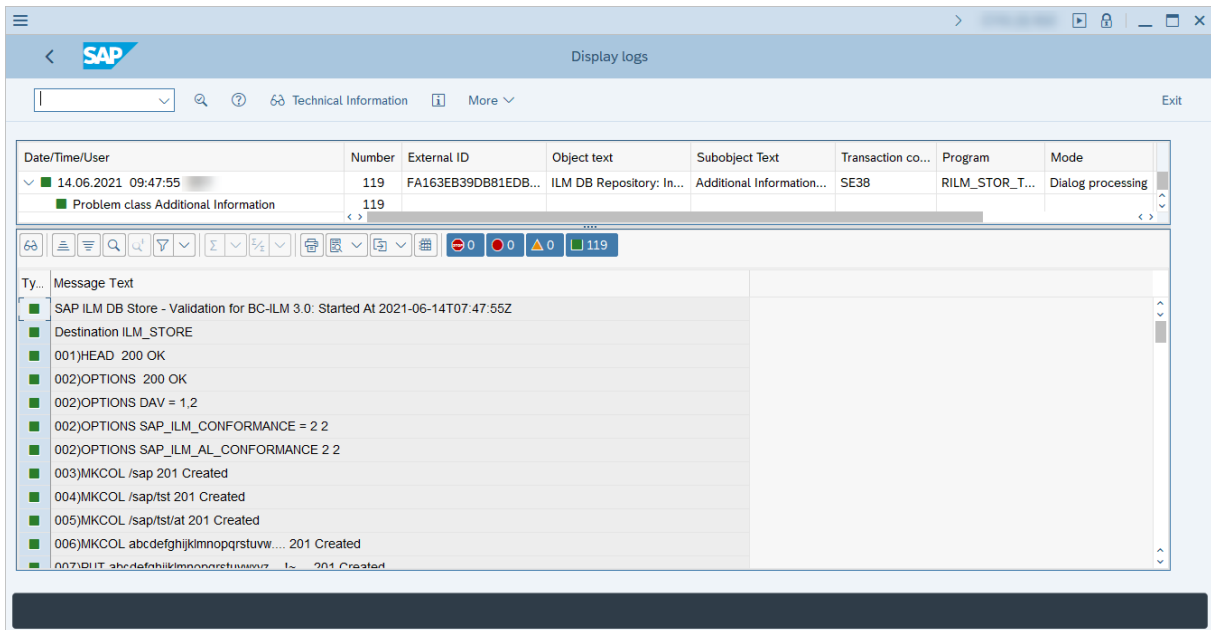 SAP
Display logs
Technical Information More Exit
Date/Time/User Number External ID Object text Subobject Text Transaction co... Program Mode
14.06.2021 09:47:55 119 FA163EB39DB81EDB... ILM DB Repository: In... Additional Information... SE38 RILM_STOR_T... Dialog processing
Problem class Additional Information 119
0 0 0 119
Ty... Message Text
SAP ILM DB Store - Validation for BC-ILM 3.0: Started At 2021-06-14T07:47:55Z
Destination ILM_STORE
001)HEAD 200 OK
002)OPTIONS 200 OK
002)OPTIONS DAV = 1,2
002)OPTIONS SAP_ILM_CONFORMANCE = 2 2
002)OPTIONS SAP_ILM_AL_CONFORMANCE 2 2
003)MKCOL /sap 201 Created
004)MKCOL /sap/tst 201 Created
005)MKCOL /sap/tst/at 201 Created
006)MKCOL abcdefghijklmnopqrstuvw.... 201 Created
007)PUT abcdefghijklmnopqrstuvwxyz... !~... 201 Created